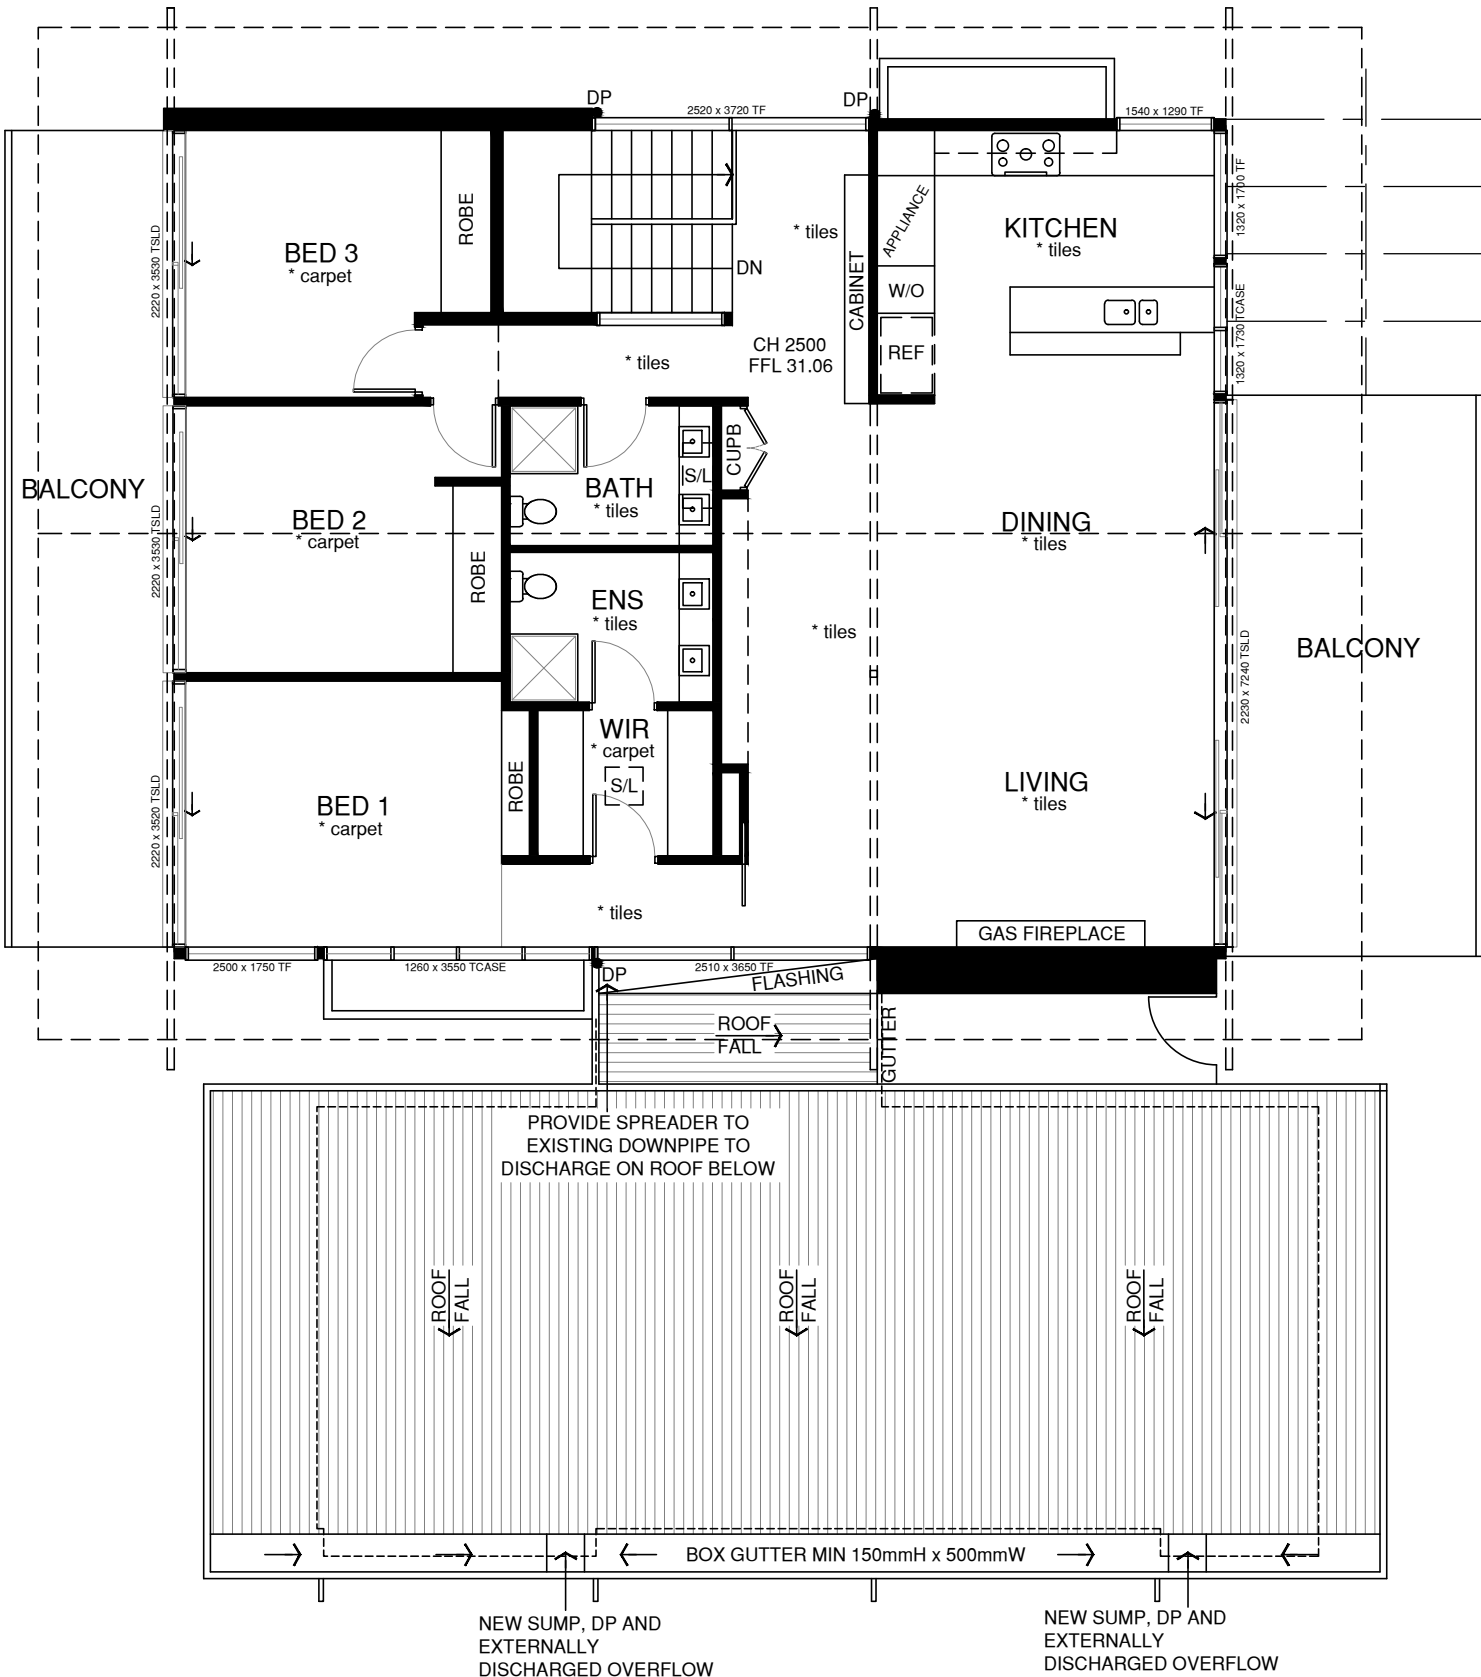 DP
2520 x 3720 TF
DP
1540 x 1290 TF
ROBE
BED 3
* carpet
2220 x 3530 TSLD
DN
* tiles
CABINET
APPLIANCE
W/O
REF
KITCHEN
* tiles
1320 x 1700 TF
1320 x 1730 TCASE
* tiles
CH 2500
FFL 31.06
BALCONY
2220 x 3530 TSLD
BED 2
* carpet
ROBE
BATH
* tiles
S/L
CUPB
DINING
* tiles
ENS
* tiles
* tiles
2230 x 7240 TSLD
BALCONY
WIR
* carpet
S/L
ROBE
BED 1
* carpet
2220 x 3520 TSLD
LIVING
* tiles
* tiles
GAS FIREPLACE
2500 x 1750 TF
1260 x 3550 TCASE
2510 x 3650 TF
DP
FLASHING
ROOF
FALL
GUTTER
PROVIDE SPREADER TO
EXISTING DOWNPIPE TO
DISCHARGE ON ROOF BELOW
ROOF
FALL
ROOF
FALL
ROOF
FALL
BOX GUTTER MIN 150mmH x 500mmW
NEW SUMP, DP AND
EXTERNALLY
DISCHARGED OVERFLOW
NEW SUMP, DP AND
EXTERNALLY
DISCHARGED OVERFLOW